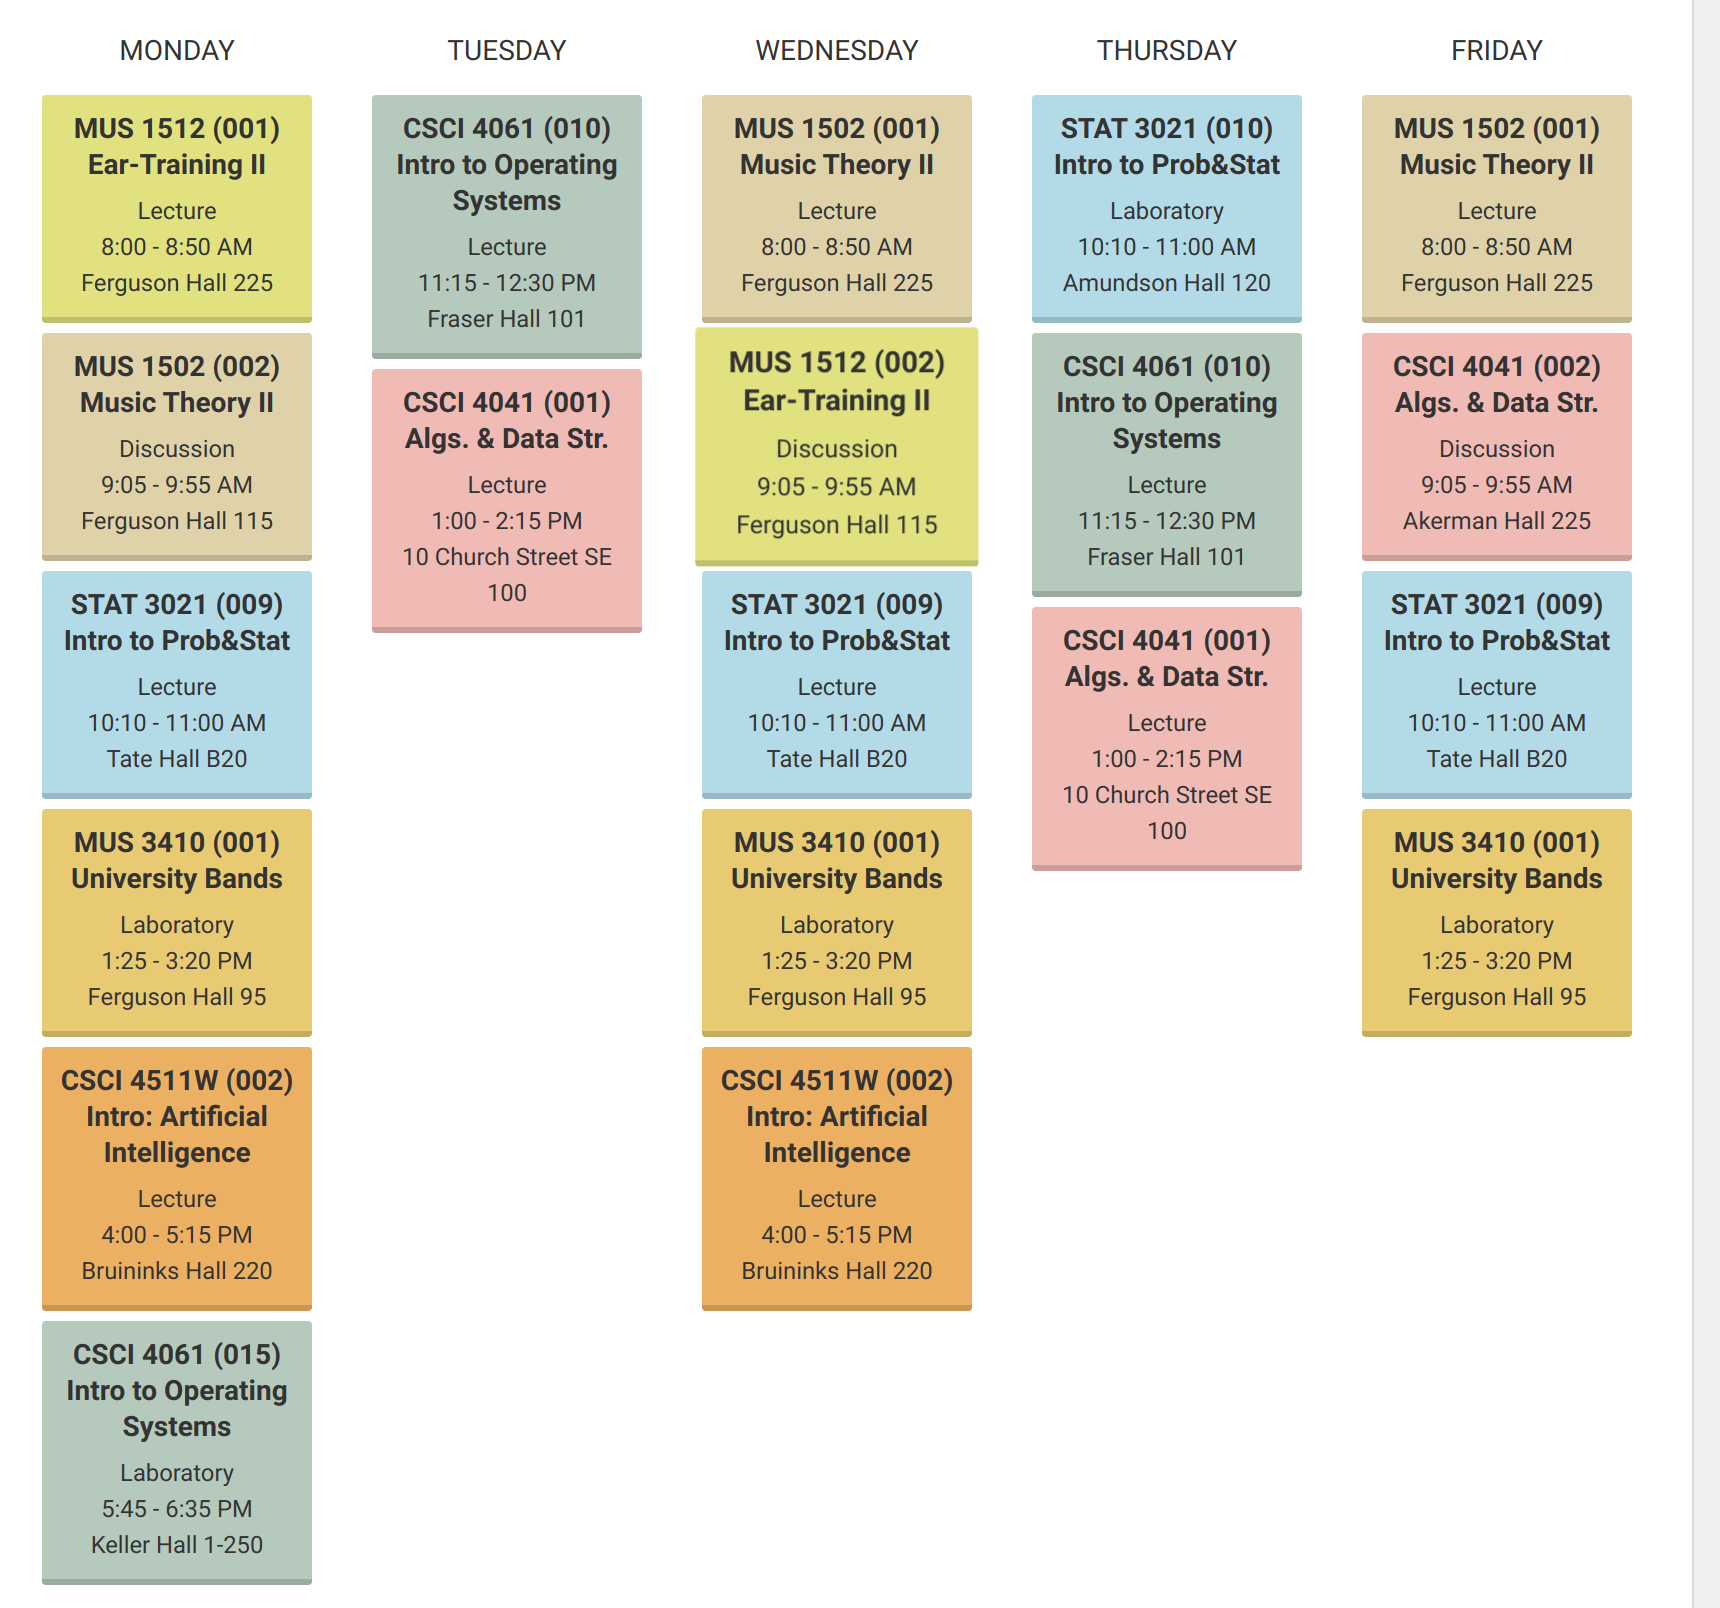 MONDAY
MUS 1512 (001)
Ear-Training II
Lecture
8:00 - 8:50 AM
Ferguson Hall 225
MUS 1502 (002)
Music Theory II
Discussion
9:05 - 9:55 AM
Ferguson Hall 115
STAT 3021 (009)
Intro to Prob&Stat
Lecture
10:10 - 11:00 AM
Tate Hall B20
MUS 3410 (001)
University Bands
Laboratory
1:25 - 3:20 PM
Ferguson Hall 95
CSCI 4511W (002)
Intro: Artificial
Intelligence
Lecture
4:00 - 5:15 PM
Bruininks Hall 220
CSCI 4061 (015)
Intro to Operating
Systems
Laboratory
5:45 - 6:35 PM
Keller Hall 1-250
TUESDAY
CSCI 4061 (010)
Intro to Operating
Systems
Lecture
11:15 - 12:30 PM
Fraser Hall 101
CSCI 4041 (001)
Algs. & Data Str.
Lecture
1:00 - 2:15 PM
10 Church Street SE
100
WEDNESDAY
MUS 1502 (001)
Music Theory II
Lecture
8:00 - 8:50 AM
Ferguson Hall 225
MUS 1512 (002)
Ear-Training II
Discussion
9:05 - 9:55 AM
Ferguson Hall 115
STAT 3021 (009)
Intro to Prob&Stat
Lecture
10:10 - 11:00 AM
Tate Hall B20
MUS 3410 (001)
University Bands
Laboratory
1:25 - 3:20 PM
Ferguson Hall 95
CSCI 4511W (002)
Intro: Artificial
Intelligence
Lecture
4:00 - 5:15 PM
Bruininks Hall 220
THURSDAY
STAT 3021 (010)
Intro to Prob&Stat
Laboratory
10:10 - 11:00 AM
Amundson Hall 120
CSCI 4061 (010)
Intro to Operating
Systems
Lecture
11:15 - 12:30 PM
Fraser Hall 101
CSCI 4041 (001)
Algs. & Data Str.
Lecture
1:00 - 2:15 PM
10 Church Street SE
100
FRIDAY
MUS 1502 (001)
Music Theory II
Lecture
8:00 - 8:50 AM
Ferguson Hall 225
CSCI 4041 (002)
Algs. & Data Str.
Discussion
9:05 - 9:55 AM
Akerman Hall 225
STAT 3021 (009)
Intro to Prob&Stat
Lecture
10:10 - 11:00 AM
Tate Hall B20
MUS 3410 (001)
University Bands
Laboratory
1:25 - 3:20 PM
Ferguson Hall 95